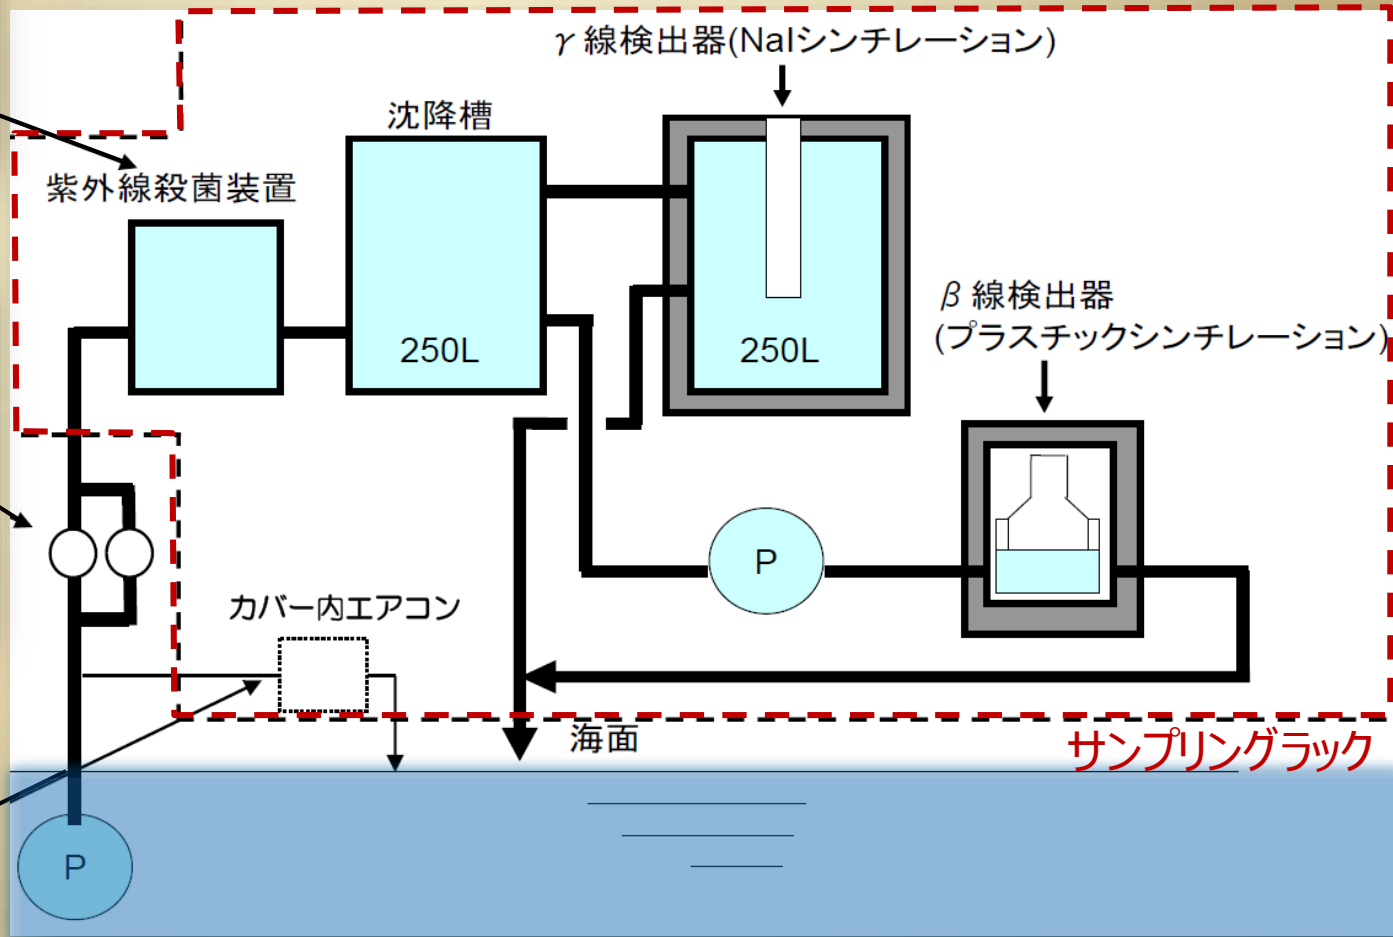 γ線検出器(NaIシンチレーション)
沈降槽
紫外線殺菌装置
β線検出器
(プラスチックシンチレーション)
250L
250L
P
カバー内エアコン
海面
サンプリングラック
P